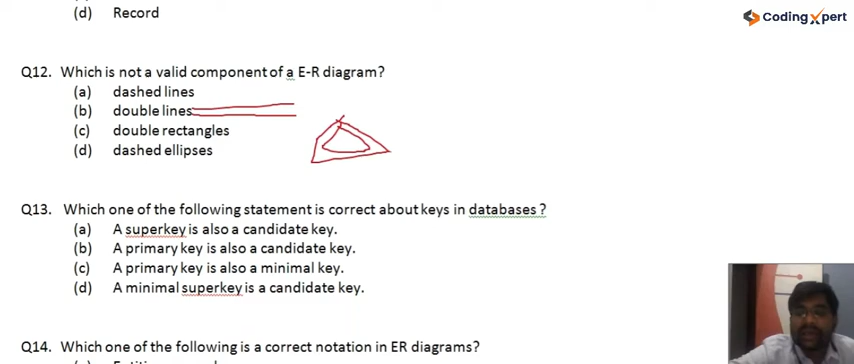 (d) Record
CodingXpert
Q12. Which is not a valid component of a E-R diagram?
(a) dashed lines
(b) double lines
(c) double rectangles
(d) dashed ellipses
Q13. Which one of the following statement is correct about keys in databases ?
(a) A superkey is also a candidate key.
(b) A primary key is also a candidate key.
(c) A primary key is also a minimal key.
(d) A minimal superkey is a candidate key.
Q14. Which one of the following is a correct notation in ER diagrams?